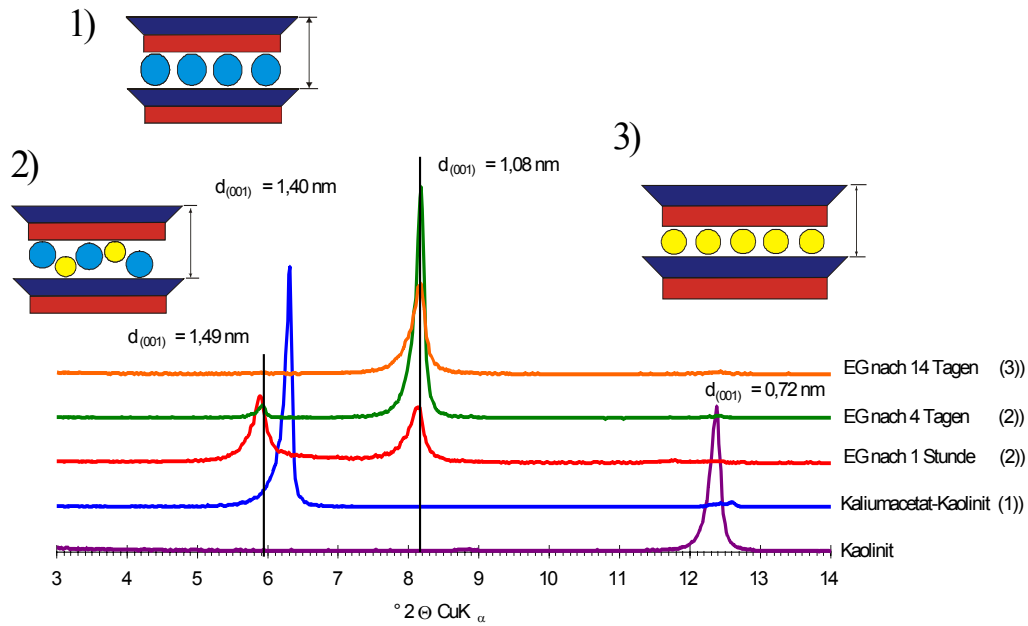 1)
2)
3)
d(001) = 1,40 nm
d(001) = 1,08 nm
d(001) = 1,49 nm
d(001) = 0,72 nm
EG nach 14 Tagen (3))
EG nach 4 Tagen (2))
EG nach 1 Stunde (2))
Kaliumacetat-Kaolinit (1))
Kaolinit
3 4 5 6 7 8 9 10 11 12 13 14
° 2 Θ CuK α